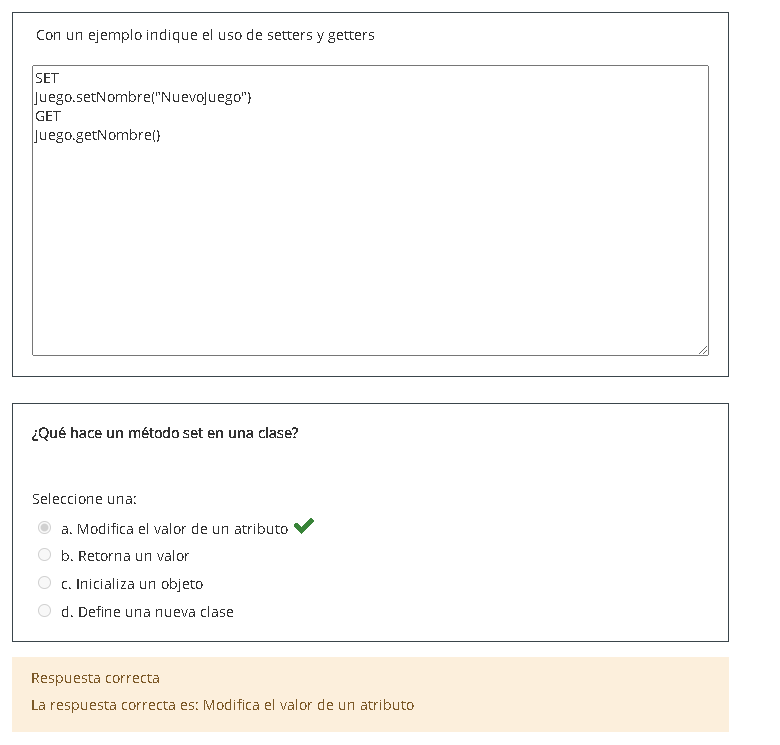 Con un ejemplo indique el uso de setters y getters
SET
Juego.setNombre("NuevoJuego"}
GET
Juego.getNombre(}
¿Qué hace un método set en una clase?
Seleccione una:
a. Modifica el valor de un atributo
b. Retorna un valor
c. Inicializa un objeto
d. Define una nueva clase
Respuesta correcta
La respuesta correcta es: Modifica el valor de un atributo